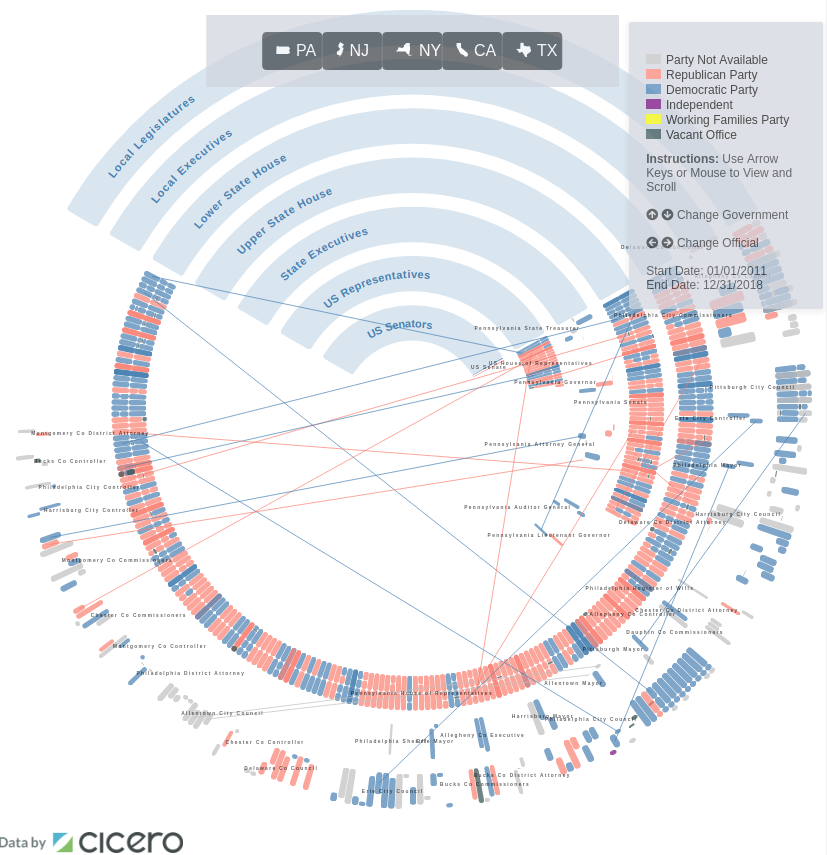 PA NJ NY CA TX
Party Not Available
Republican Party
Democratic Party
Independent
Working Families Party
Vacant Office
Instructions: Use Arrow
Keys or Mouse to View and
Scroll
Change Government
Change Official
Start Date: 01/01/2011
End Date: 12/31/2018
Local Legislatures
Local Executives
Lower State House
Upper State House
State Executives
US Representatives
US Senators
Pennsylvania State Treasurer
Philadelphia City Commissioners
US House of Representatives
US Senate
Pennsylvania Governor
Pittsburgh City Council
Pennsylvania Senate
Erie City Controller
Montgomery Co District Attorney
Pennsylvania Attorney General
Bucks Co Controller
Philadelphia Mayor
Philadelphia City Controller
Pennsylvania Auditor General
Harrisburg City Controller
Harrisburg City Council
Delaware Co District Attorney
Pennsylvania Lieutenant Governor
Montgomery Co Commissioners
Philadelphia Register of Wills
Chester Co District Attorney
Chester Co Commissioners
Allegheny Co Controller
Dauphin Co Commissioners
Montgomery Co Controller
Pittsburgh Mayor
Philadelphia District Attorney
Allentown Mayor
Pennsylvania House of Representatives
Allentown City Council
Harrisburg Mayor
Philadelphia City Council
Allegheny Co Executive
Chester Co Controller
Philadelphia Sheriff
Erie Mayor
Delaware Co Council
Bucks Co District Attorney
Bucks Co Commissioners
Erie City Council
Data by cicero